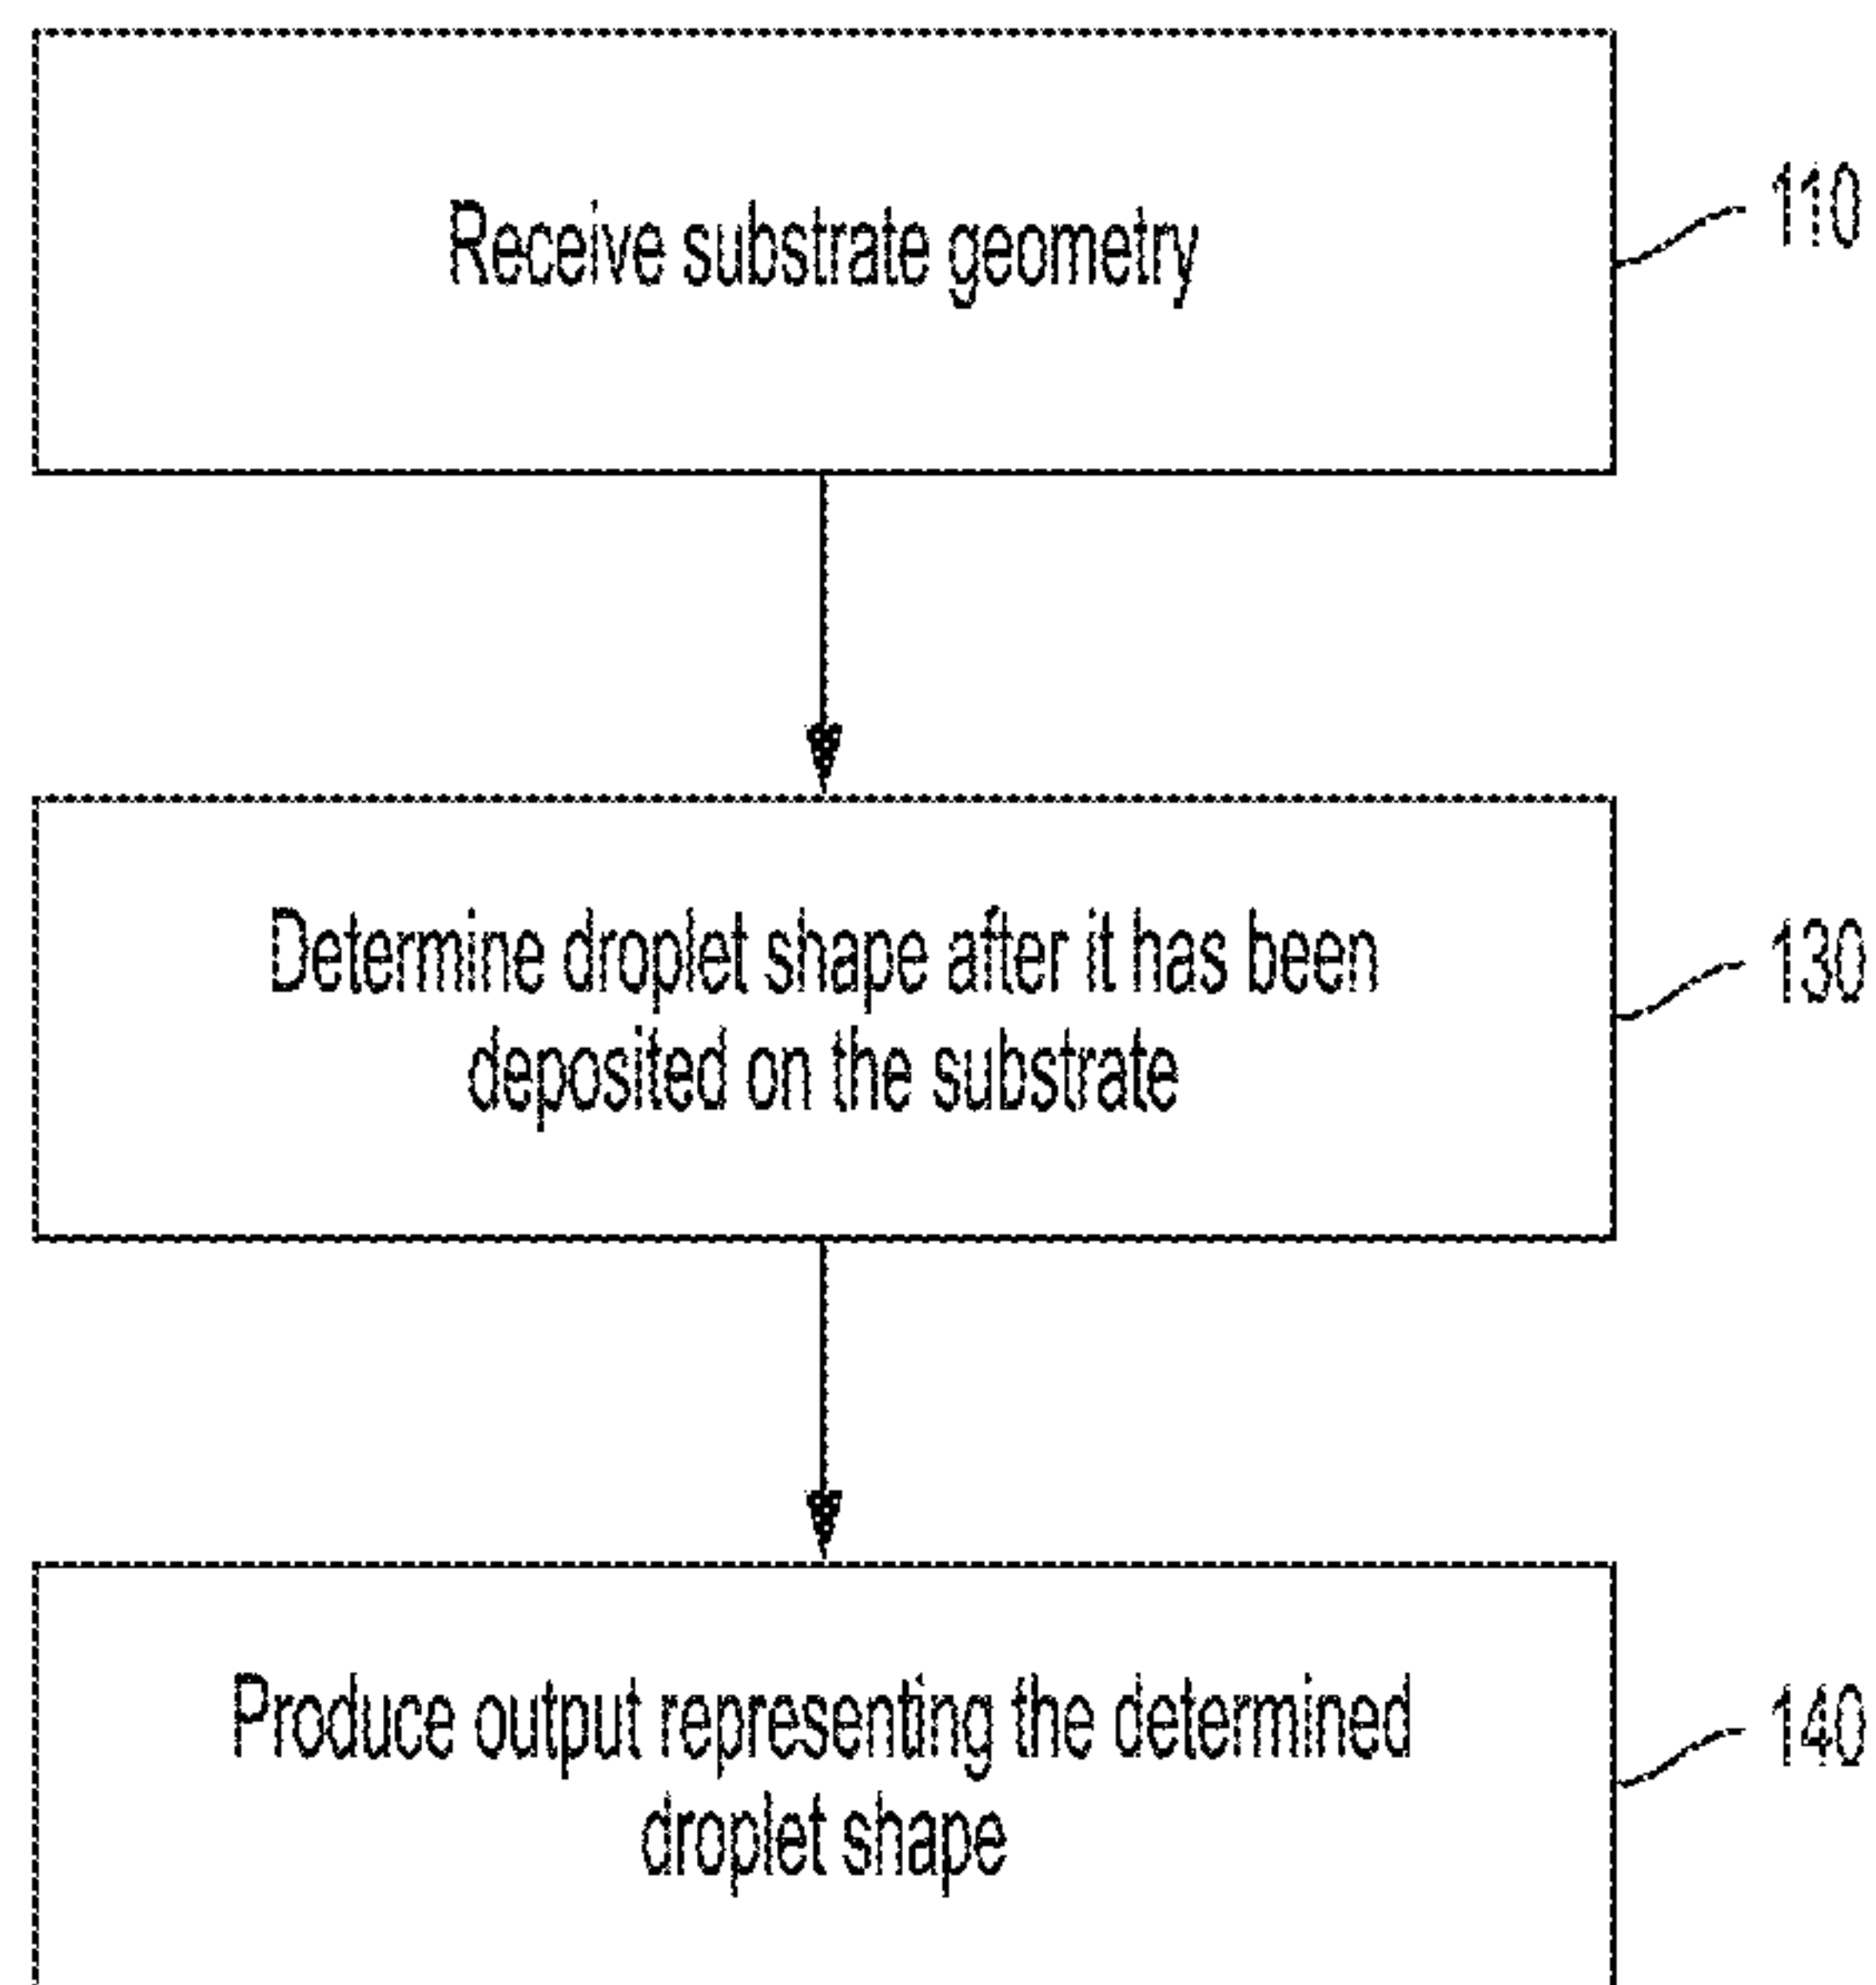 Receive substrate geometry
110
Determine droplet shape after it has been
deposited on the substrate
130
Produce output representing the determined
droplet shape
140